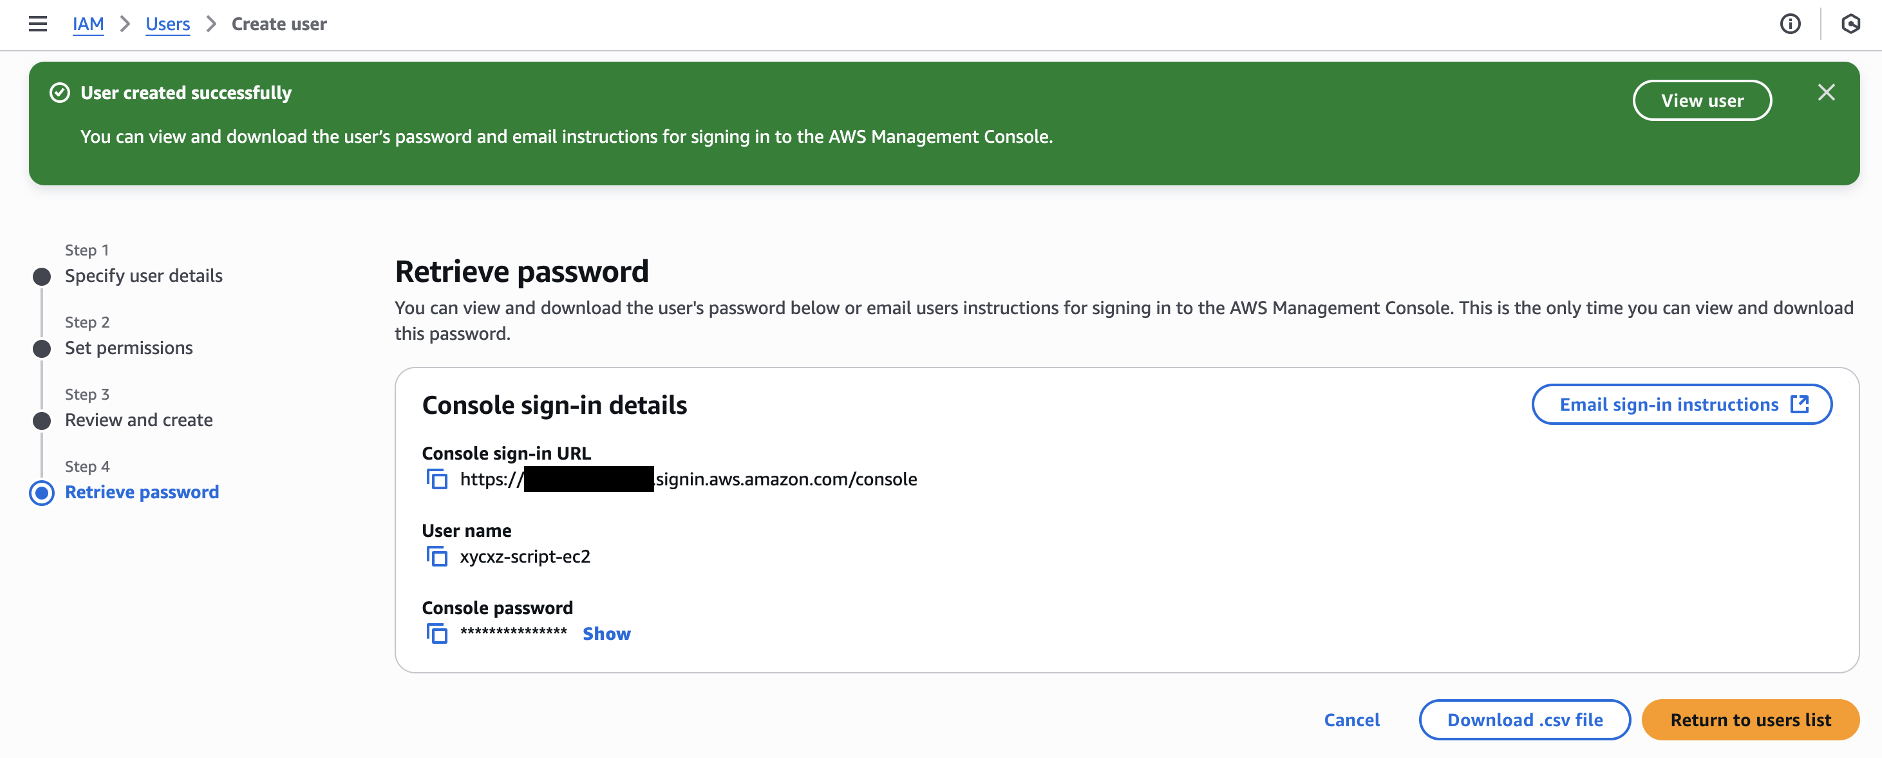 IAM > Users > Create user
User created successfully
View user
You can view and download the user's password and email instructions for signing in to the AWS Management Console.
Step 1
Specify user details
Step 2
Set permissions
Step 3
Review and create
Step 4
Retrieve password
Retrieve password
You can view and download the user's password below or email users instructions for signing in to the AWS Management Console. This is the only time you can view and download
this password.
Console sign-in details
Email sign-in instructions
Console sign-in URL
https://.signin.aws.amazon.com/console
User name
xycxz-script-ec2
Console password
*************** Show
Cancel
Download .csv file
Return to users list